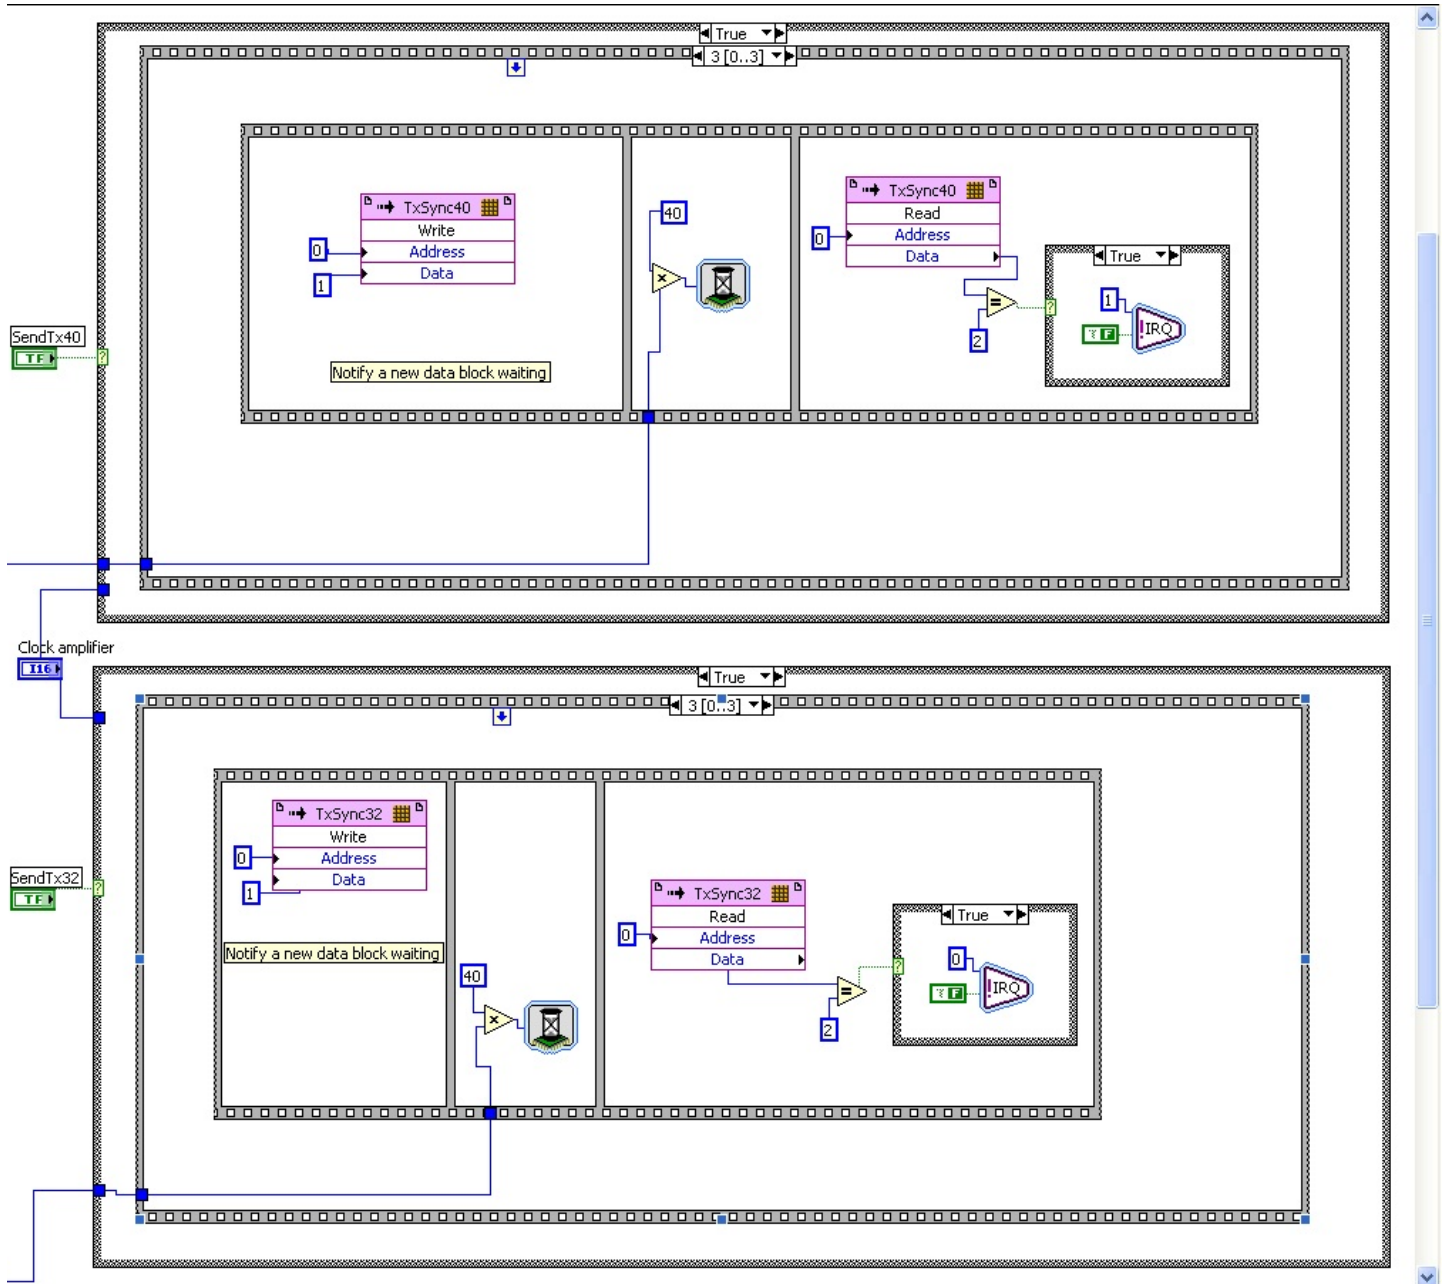 True
3 [0..3]
TxSync40
Write
0
Address
1
Data
Notify a new data block waiting
40
x
TxSync40
Read
0
Address
Data
=
2
True
?
1
? F
!IRQ
SendTx40
TF
?
Clock amplifier
I16
True
3 [0..3]
TxSync32
Write
0
Address
1
Data
Notify a new data block waiting
40
x
TxSync32
Read
0
Address
Data
=
2
True
?
0
? F
!IRQ
SendTx32
TF
?